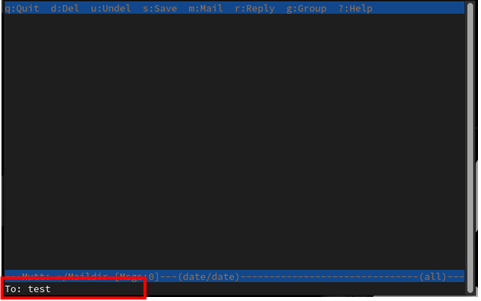 q:Quit  d:Del  u:Undel  s:Save  m:Mail  r:Reply  g:Group  ?:Help
---Mutt: ~/Maildir [Msgs:0]---(date/date)------------------------------(all)---
To: test